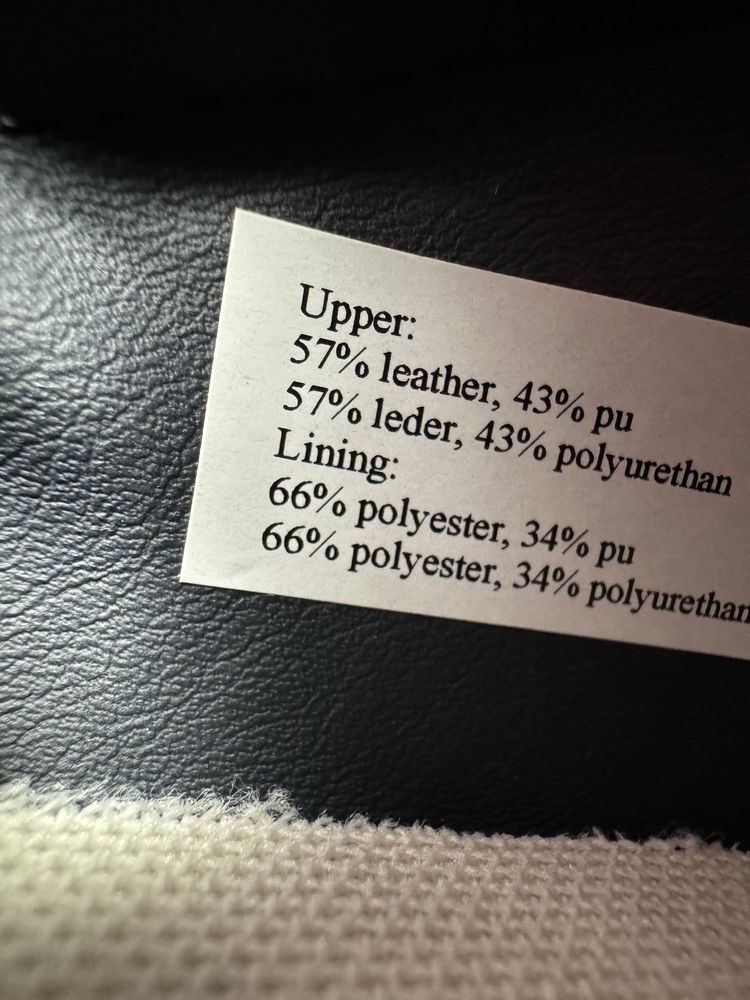 Upper:
57% leather, 43% pu
57% leder, 43% polyurethan
Lining:
66% polyester, 34% pu
66% polyester, 34% polyurethan